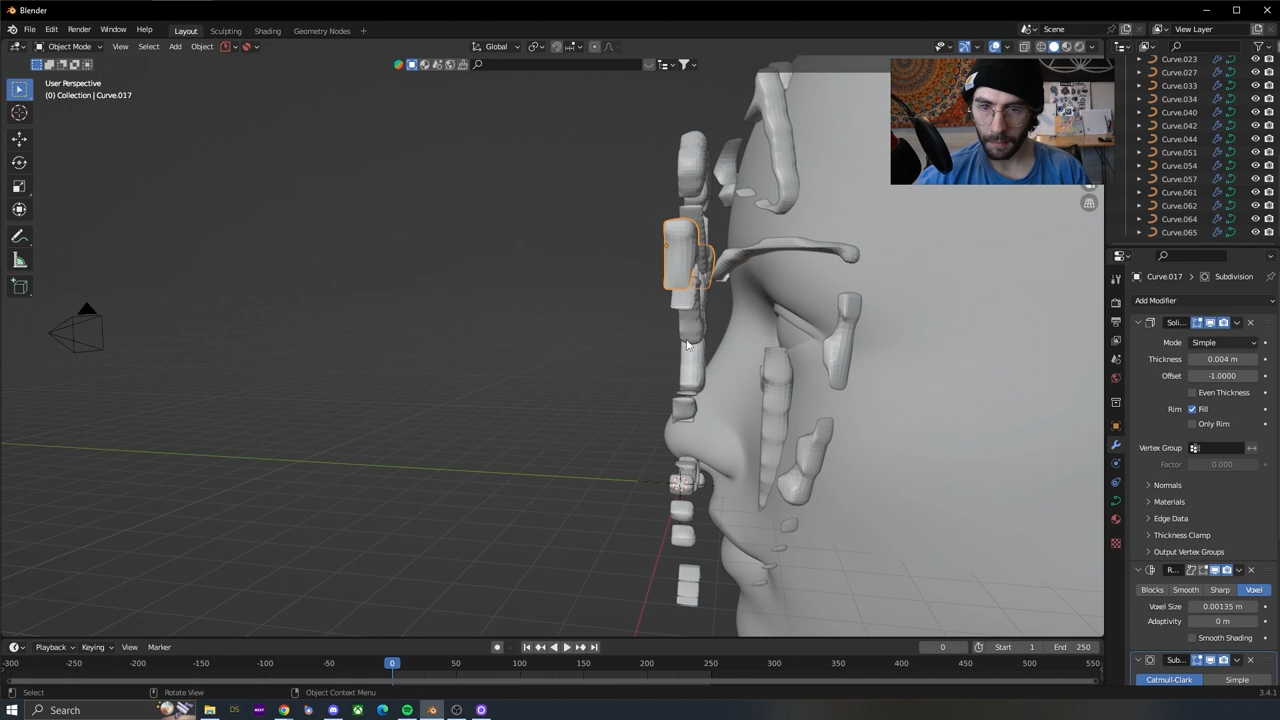 Blender
File Edit Render Window Help Layout Sculpting Shading Geometry Nodes + Scene View Layer
Object Mode View Select Add Object Global
User Perspective
(0) Collection | Curve.017
Curve.023
Curve.027
Curve.033
Curve.034
Curve.040
Curve.042
Curve.044
Curve.051
Curve.054
Curve.057
Curve.061
Curve.062
Curve.064
Curve.065
Curve.017 > Subdivision
Add Modifier
Soli...
Mode Simple
Thickness 0.004 m
Offset -1.0000
Even Thickness
Rim Fill
Only Rim
Vertex Group
Factor 0.000
Normals
Materials
Edge Data
Thickness Clamp
Output Vertex Groups
R...
Blocks Smooth Sharp Voxel
Voxel Size 0.00135 m
Adaptivity 0 m
Smooth Shading
Sub...
Catmull-Clark Simple
Playback Keying View Marker 0 Start 1 End 250
-300 -250 -200 -150 -100 -50 0 50 100 150 200 250 300 350 400 450 500 550
Select Rotate View Object Context Menu 3.4.1
Search DS NEXT